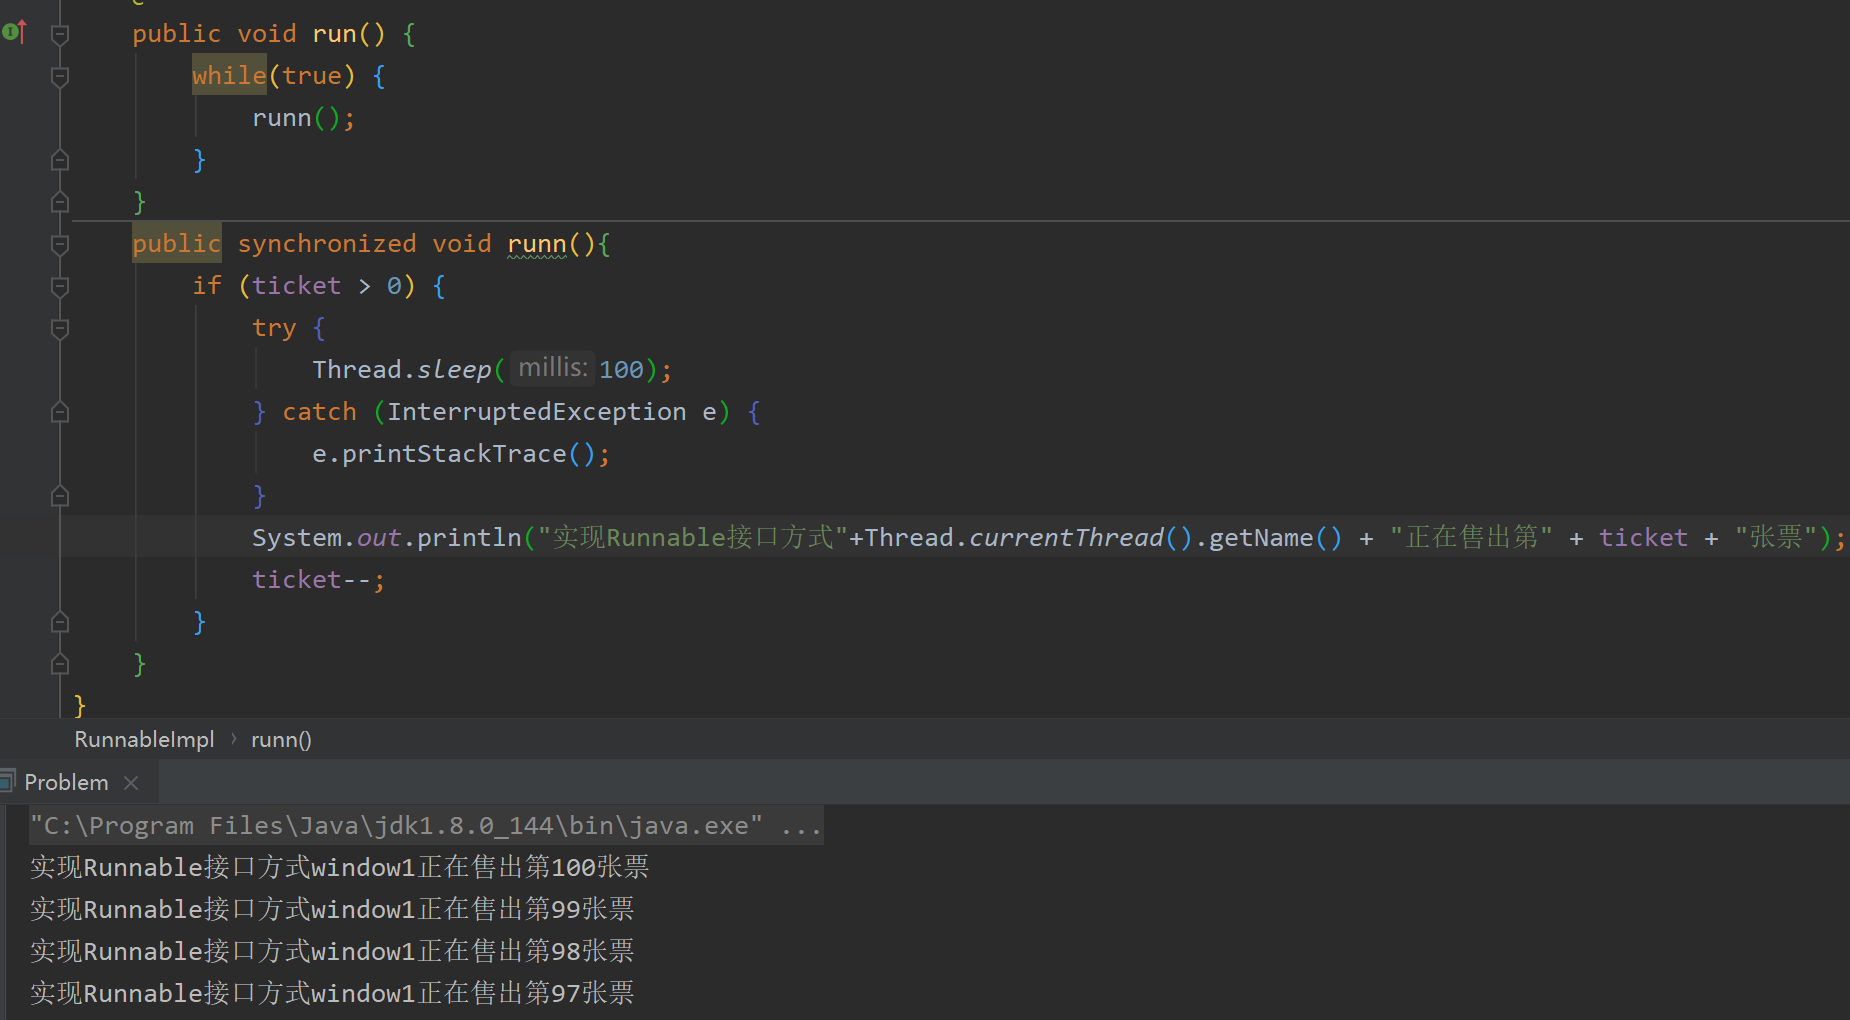 public void run() {
while(true) {
runn();
}
}
public synchronized void runn(){
if (ticket > 0) {
try {
Thread.sleep( millis: 100);
} catch (InterruptedException e) {
e.printStackTrace();
}
System.out.println("实现Runnable接口方式"+Thread.currentThread().getName() + "正在售出第" + ticket + "张票");
ticket--;
}
}
}
RunnableImpl › runn()
Problem ×
"C:\Program Files\Java\jdk1.8.0_144\bin\java.exe" ...
实现Runnable接口方式window1正在售出第100张票
实现Runnable接口方式window1正在售出第99张票
实现Runnable接口方式window1正在售出第98张票
实现Runnable接口方式window1正在售出第97张票